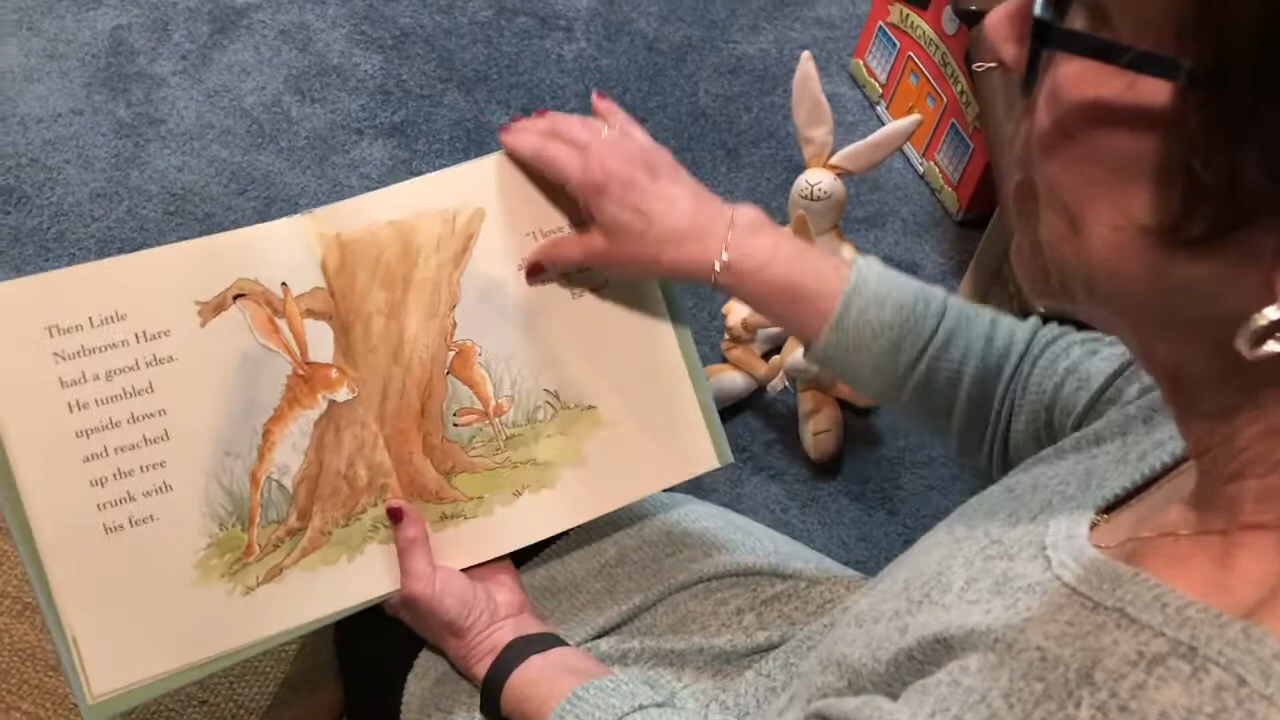 Then Little
Nutbrown Hare
had a good idea.
He tumbled
upside down
and reached
up the tree
trunk with
his feet.
"I love
MAGNET SCHOOL